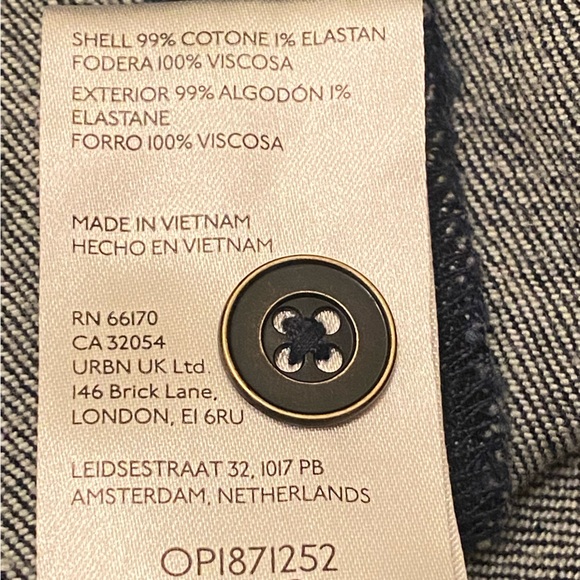 SHELL 99% COTONE 1% ELASTAN
FODERA 100% VISCOSA
EXTERIOR 99% ALGODÓN 1%
ELASTANE
FORRO 100% VISCOSA
MADE IN VIETNAM
HECHO EN VIETNAM
RN 66170
CA 32054
URBN UK Ltd.
146 Brick Lane,
LONDON, E1 6RU
LEIDSESTRAAT 32, 1017 PB
AMSTERDAM, NETHERLANDS
OP1871252